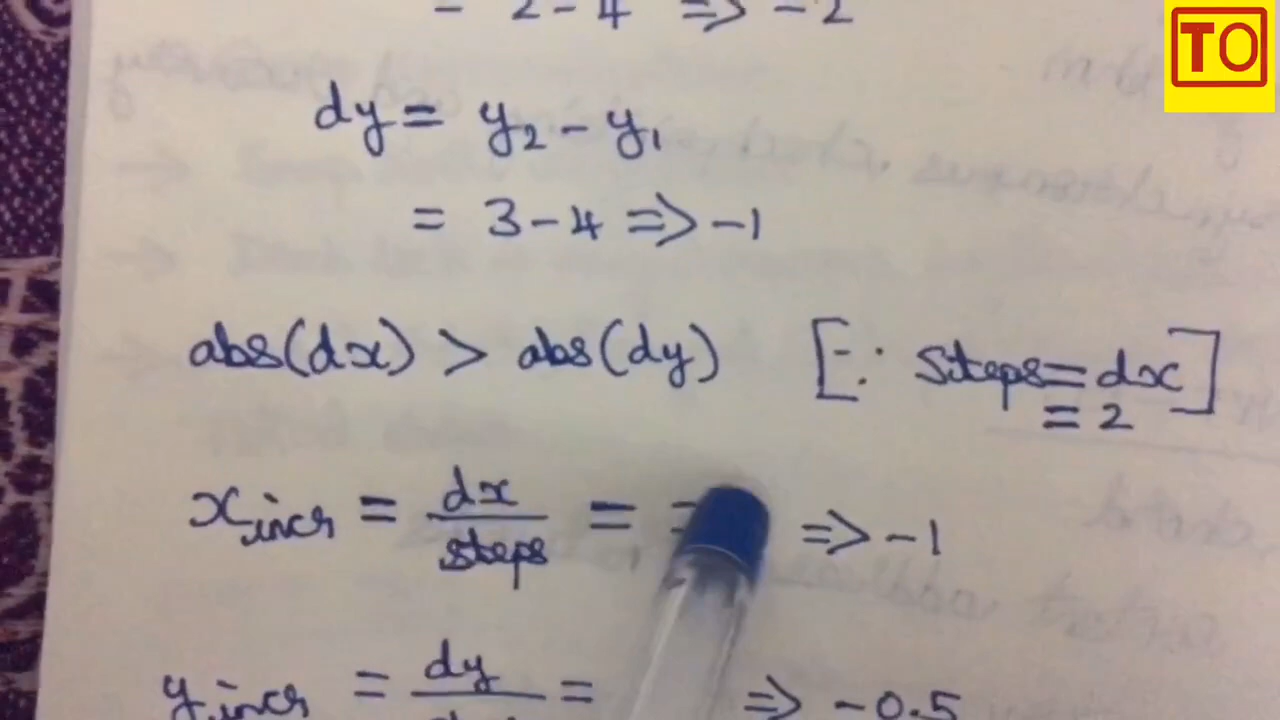 TO
- 2 - 4 => -2
dy = y2 - y1
= 3 - 4 => -1
abs(dx) > abs(dy) [∵ steps = dx]
= 2
xincr = dx/steps = => -1
yincr = dy = => -0.5